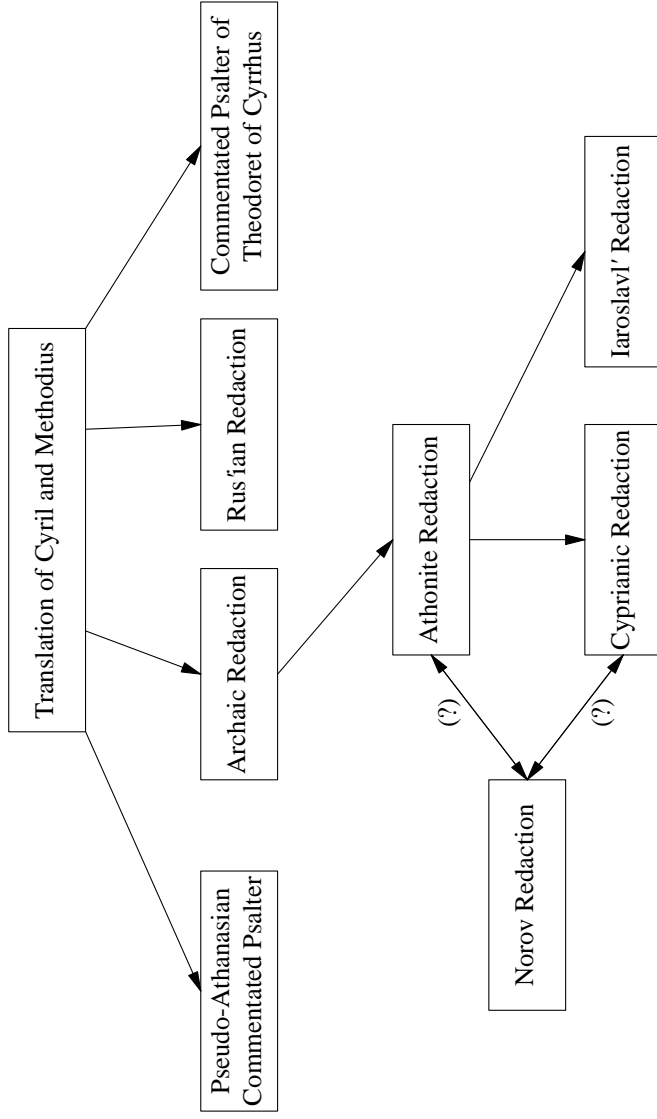 Translation of Cyril and Methodius
Pseudo-Athanasian
Commentated Psalter
Archaic Redaction
Rus′ian Redaction
Commentated Psalter of
Theodoret of Cyrrhus
Athonite Redaction
(?)
Norov Redaction
(?)
Cyprianic Redaction
Iaroslavl′ Redaction